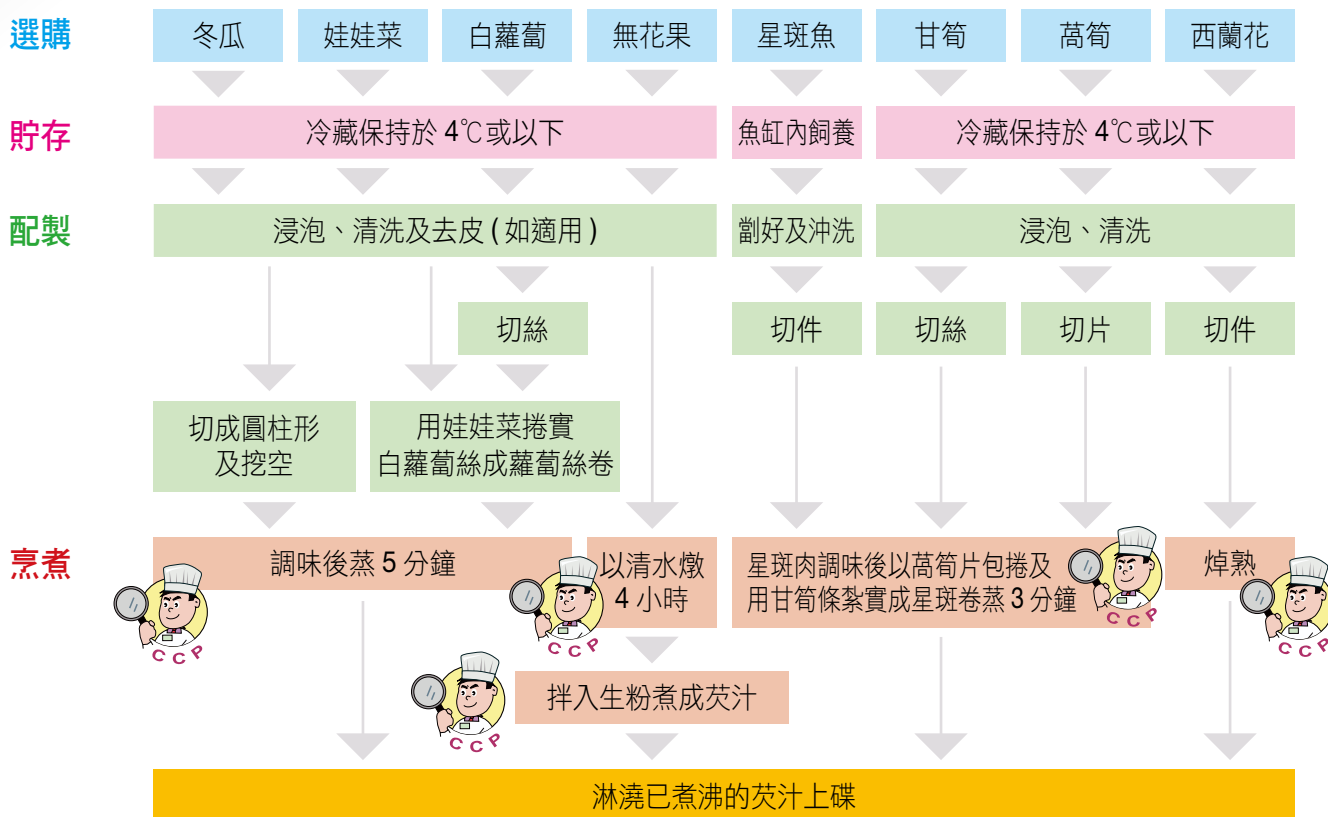 選購
冬瓜
娃娃菜
白蘿蔔
無花果
星斑魚
甘筍
萵筍
西蘭花
貯存
冷藏保持於 4℃或以下
魚缸內飼養
冷藏保持於 4℃或以下
配製
浸泡、清洗及去皮 ( 如適用 )
劏好及沖洗
浸泡、清洗
切絲
切件
切絲
切片
切件
切成圓柱形
及挖空
用娃娃菜捲實
白蘿蔔絲成蘿蔔絲卷
烹煮
調味後蒸 5 分鐘
CCP
以清水燉
4 小時
CCP
星斑肉調味後以萵筍片包捲及
用甘筍條紮實成星斑卷蒸 3 分鐘
CCP
焯熟
CCP
拌入生粉煮成芡汁
CCP
淋澆已煮沸的芡汁上碟